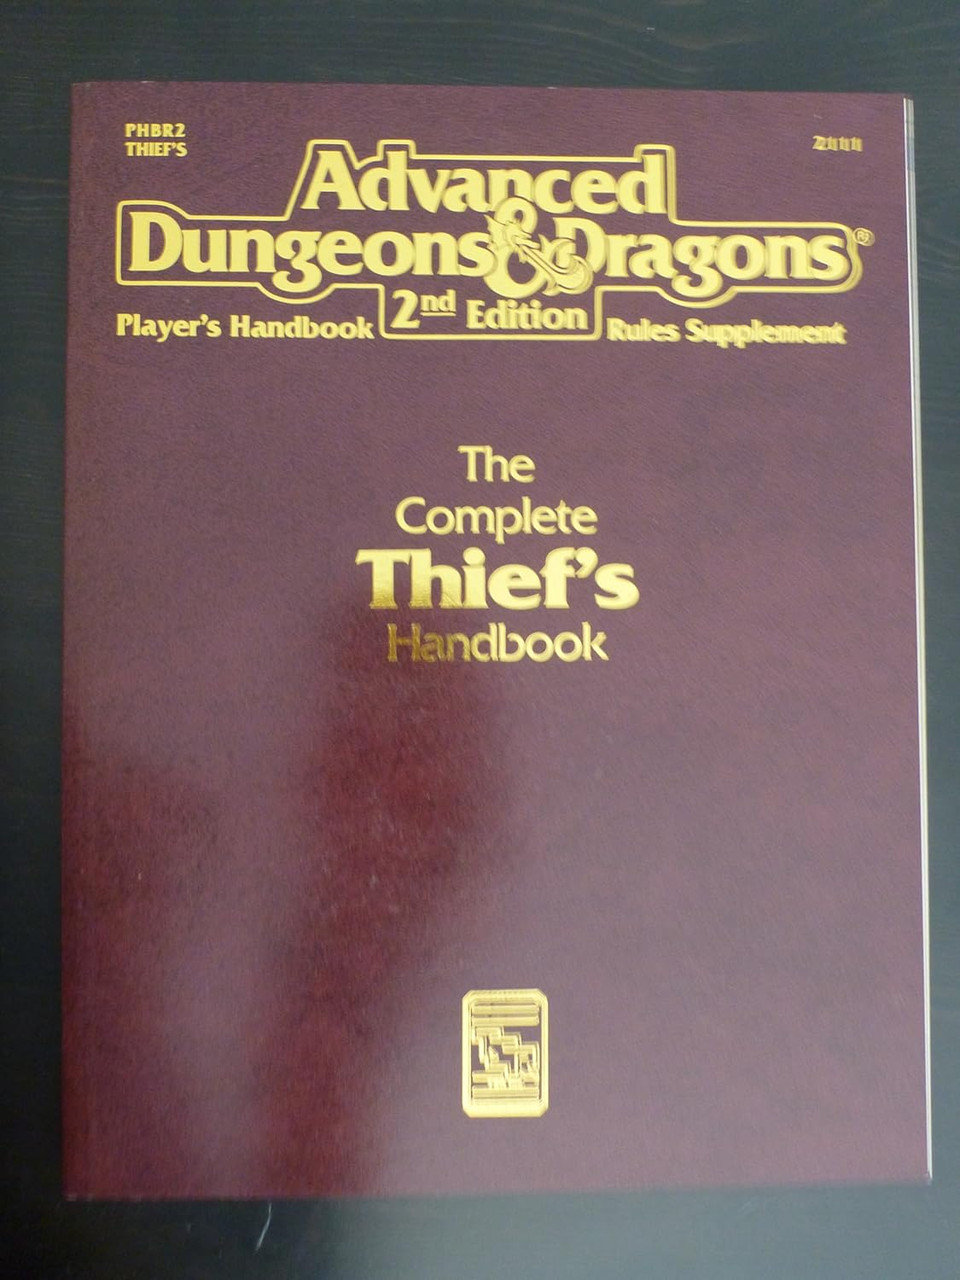 PHBR2
THIEF'S
2111
Advanced
Dungeons & Dragons®
2nd Edition
Player's Handbook
Rules Supplement
The
Complete
Thief's
Handbook